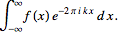 ∫_{-∞}^{∞} f(x) e^{-2πikx} dx.